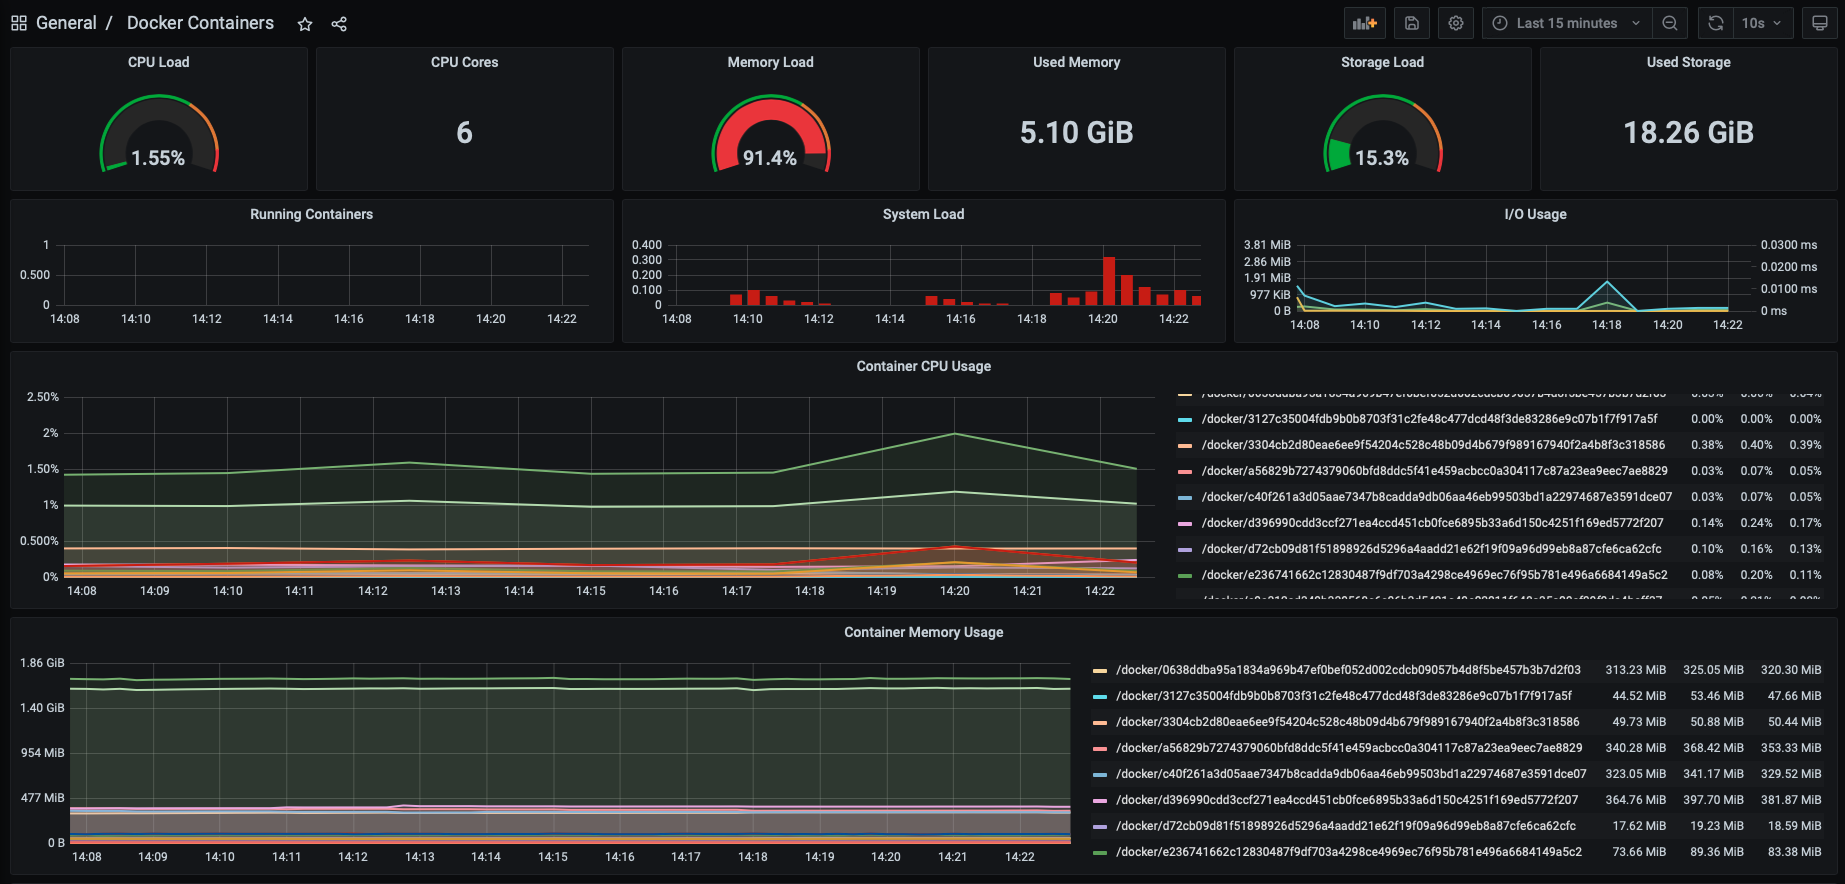 General / Docker Containers
Last 15 minutes
10s
CPU Load
1.55%
CPU Cores
6
Memory Load
91.4%
Used Memory
5.10 GiB
Storage Load
15.3%
Used Storage
18.26 GiB
Running Containers
1
0.500
0
14:08 14:10 14:12 14:14 14:16 14:18 14:20 14:22
System Load
0.400
0.300
0.200
0.100
0
14:08 14:10 14:12 14:14 14:16 14:18 14:20 14:22
I/O Usage
3.81 MiB
2.86 MiB
1.91 MiB
977 KiB
0 B
0.0300 ms
0.0200 ms
0.0100 ms
0 ms
14:08 14:10 14:12 14:14 14:16 14:18 14:20 14:22
Container CPU Usage
2.50%
2%
1.50%
1%
0.500%
0%
14:08 14:09 14:10 14:11 14:12 14:13 14:14 14:15 14:16 14:17 14:18 14:19 14:20 14:21 14:22
/docker/3127c35004fdb9b0b8703f31c2fe48c477dcd48f3de83286e9c07b1f7f917a5f 0.00% 0.00% 0.00%
/docker/3304cb2d80eae6ee9f54204c528c48b09d4b679f989167940f2a4b8f3c318586 0.38% 0.40% 0.39%
/docker/a56829b7274379060bfd8ddc5f41e459acbcc0a304117c87a23ea9eec7ae8829 0.03% 0.07% 0.05%
/docker/c40f261a3d05aae7347b8cadda9db06aa46eb99503bd1a22974687e3591dce07 0.03% 0.07% 0.05%
/docker/d396990cdd3ccf271ea4ccd451cb0fce6895b33a6d150c4251f169ed5772f207 0.14% 0.24% 0.17%
/docker/d72cb09d81f51898926d5296a4aadd21e62f19f09a96d99eb8a87cfe6ca62cfc 0.10% 0.16% 0.13%
/docker/e236741662c12830487f9df703a4298ce4969ec76f95b781e496a6684149a5c2 0.08% 0.20% 0.11%
Container Memory Usage
1.86 GiB
1.40 GiB
954 MiB
477 MiB
0 B
14:08 14:09 14:10 14:11 14:12 14:13 14:14 14:15 14:16 14:17 14:18 14:19 14:20 14:21 14:22
/docker/0638ddba95a1834a969b47ef0bef052d002cdcb09057b4d8f5be457b3b7d2f03 313.23 MiB 325.05 MiB 320.30 MiB
/docker/3127c35004fdb9b0b8703f31c2fe48c477dcd48f3de83286e9c07b1f7f917a5f 44.52 MiB 53.46 MiB 47.66 MiB
/docker/3304cb2d80eae6ee9f54204c528c48b09d4b679f989167940f2a4b8f3c318586 49.73 MiB 50.88 MiB 50.44 MiB
/docker/a56829b7274379060bfd8ddc5f41e459acbcc0a304117c87a23ea9eec7ae8829 340.28 MiB 368.42 MiB 353.33 MiB
/docker/c40f261a3d05aae7347b8cadda9db06aa46eb99503bd1a22974687e3591dce07 323.05 MiB 341.17 MiB 329.52 MiB
/docker/d396990cdd3ccf271ea4ccd451cb0fce6895b33a6d150c4251f169ed5772f207 364.76 MiB 397.70 MiB 381.87 MiB
/docker/d72cb09d81f51898926d5296a4aadd21e62f19f09a96d99eb8a87cfe6ca62cfc 17.62 MiB 19.23 MiB 18.59 MiB
/docker/e236741662c12830487f9df703a4298ce4969ec76f95b781e496a6684149a5c2 73.66 MiB 89.36 MiB 83.38 MiB